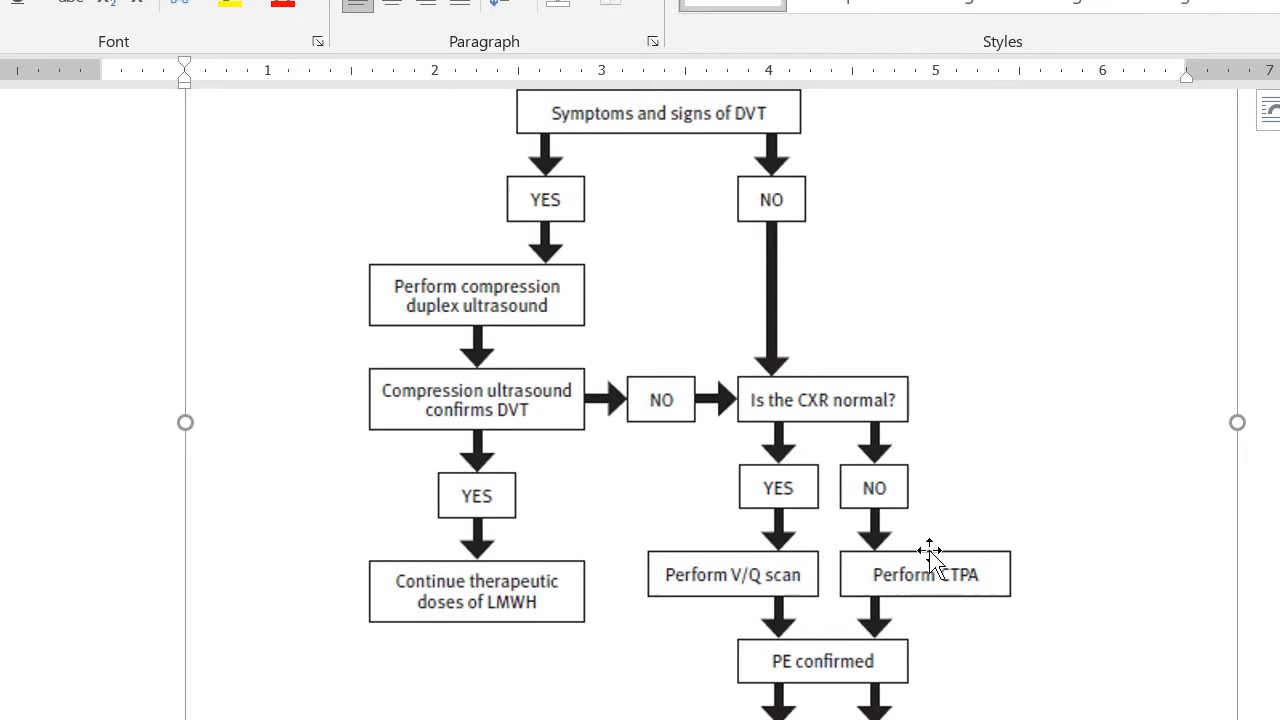 Font
Paragraph
Styles
1 2 3 4 5 6 7
Symptoms and signs of DVT
YES
NO
Perform compression
duplex ultrasound
Compression ultrasound
confirms DVT
NO
Is the CXR normal?
YES
YES
NO
Continue therapeutic
doses of LMWH
Perform V/Q scan
Perform CTPA
PE confirmed